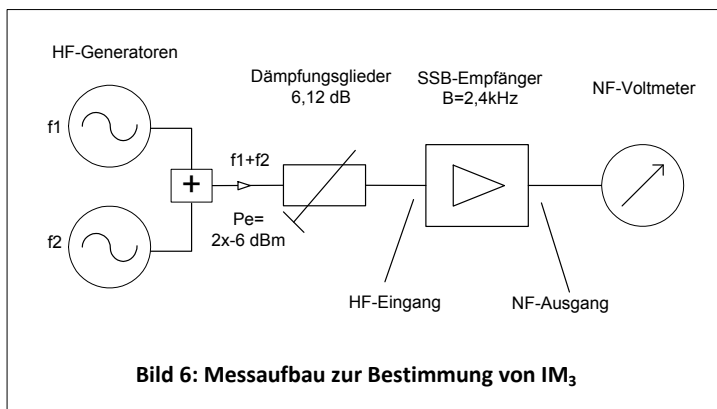 HF-Generatoren
f1
f2
+
f1+f2
Pe=
2x-6 dBm
Dämpfungsglieder
6,12 dB
SSB-Empfänger
B=2,4kHz
NF-Voltmeter
HF-Eingang
NF-Ausgang
Bild 6: Messaufbau zur Bestimmung von IM₃